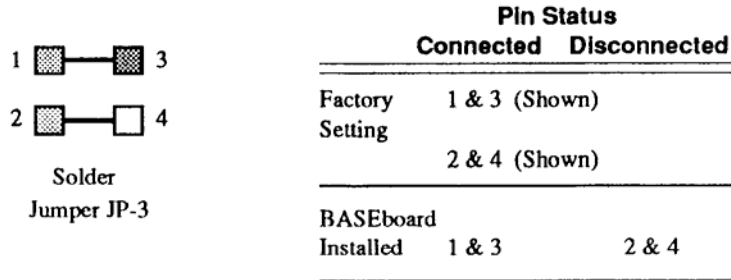 1 3
2 4
Solder
Jumper JP-3
Pin Status
Connected Disconnected
Factory 1 & 3 (Shown)
Setting
2 & 4 (Shown)
BASEboard
Installed 1 & 3 2 & 4